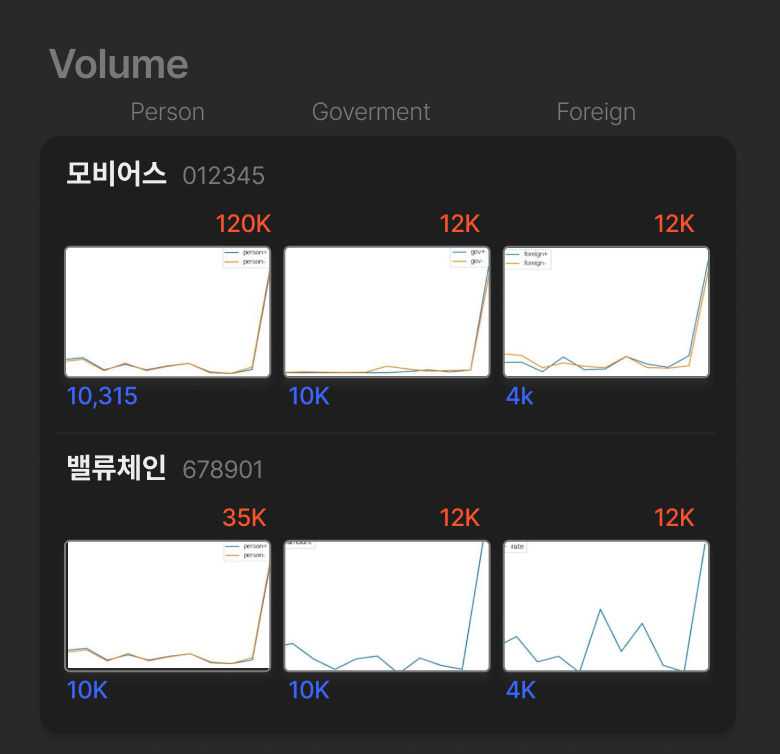 Volume
Person Goverment Foreign
모비어스 012345
120K 12K 12K
person+ gov+ foreign+
person- gov- foreign-
10,315 10K 4k
밸류체인 678901
35K 12K 12K
person+ amount rate
person-
10K 10K 4K